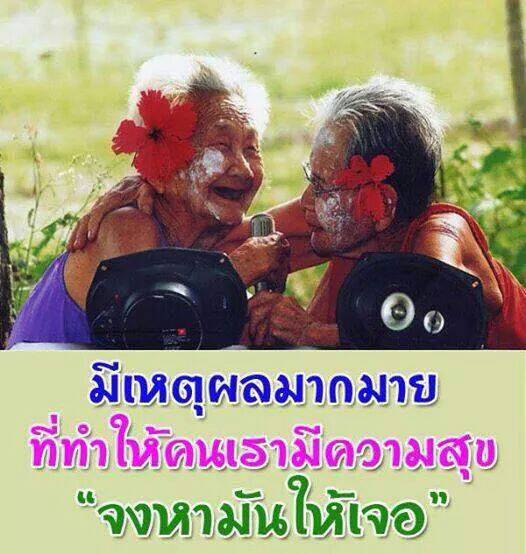 มีเหตุผลมากมาย
ที่ทำให้คนเรามีความสุข
“จงหามันให้เจอ”